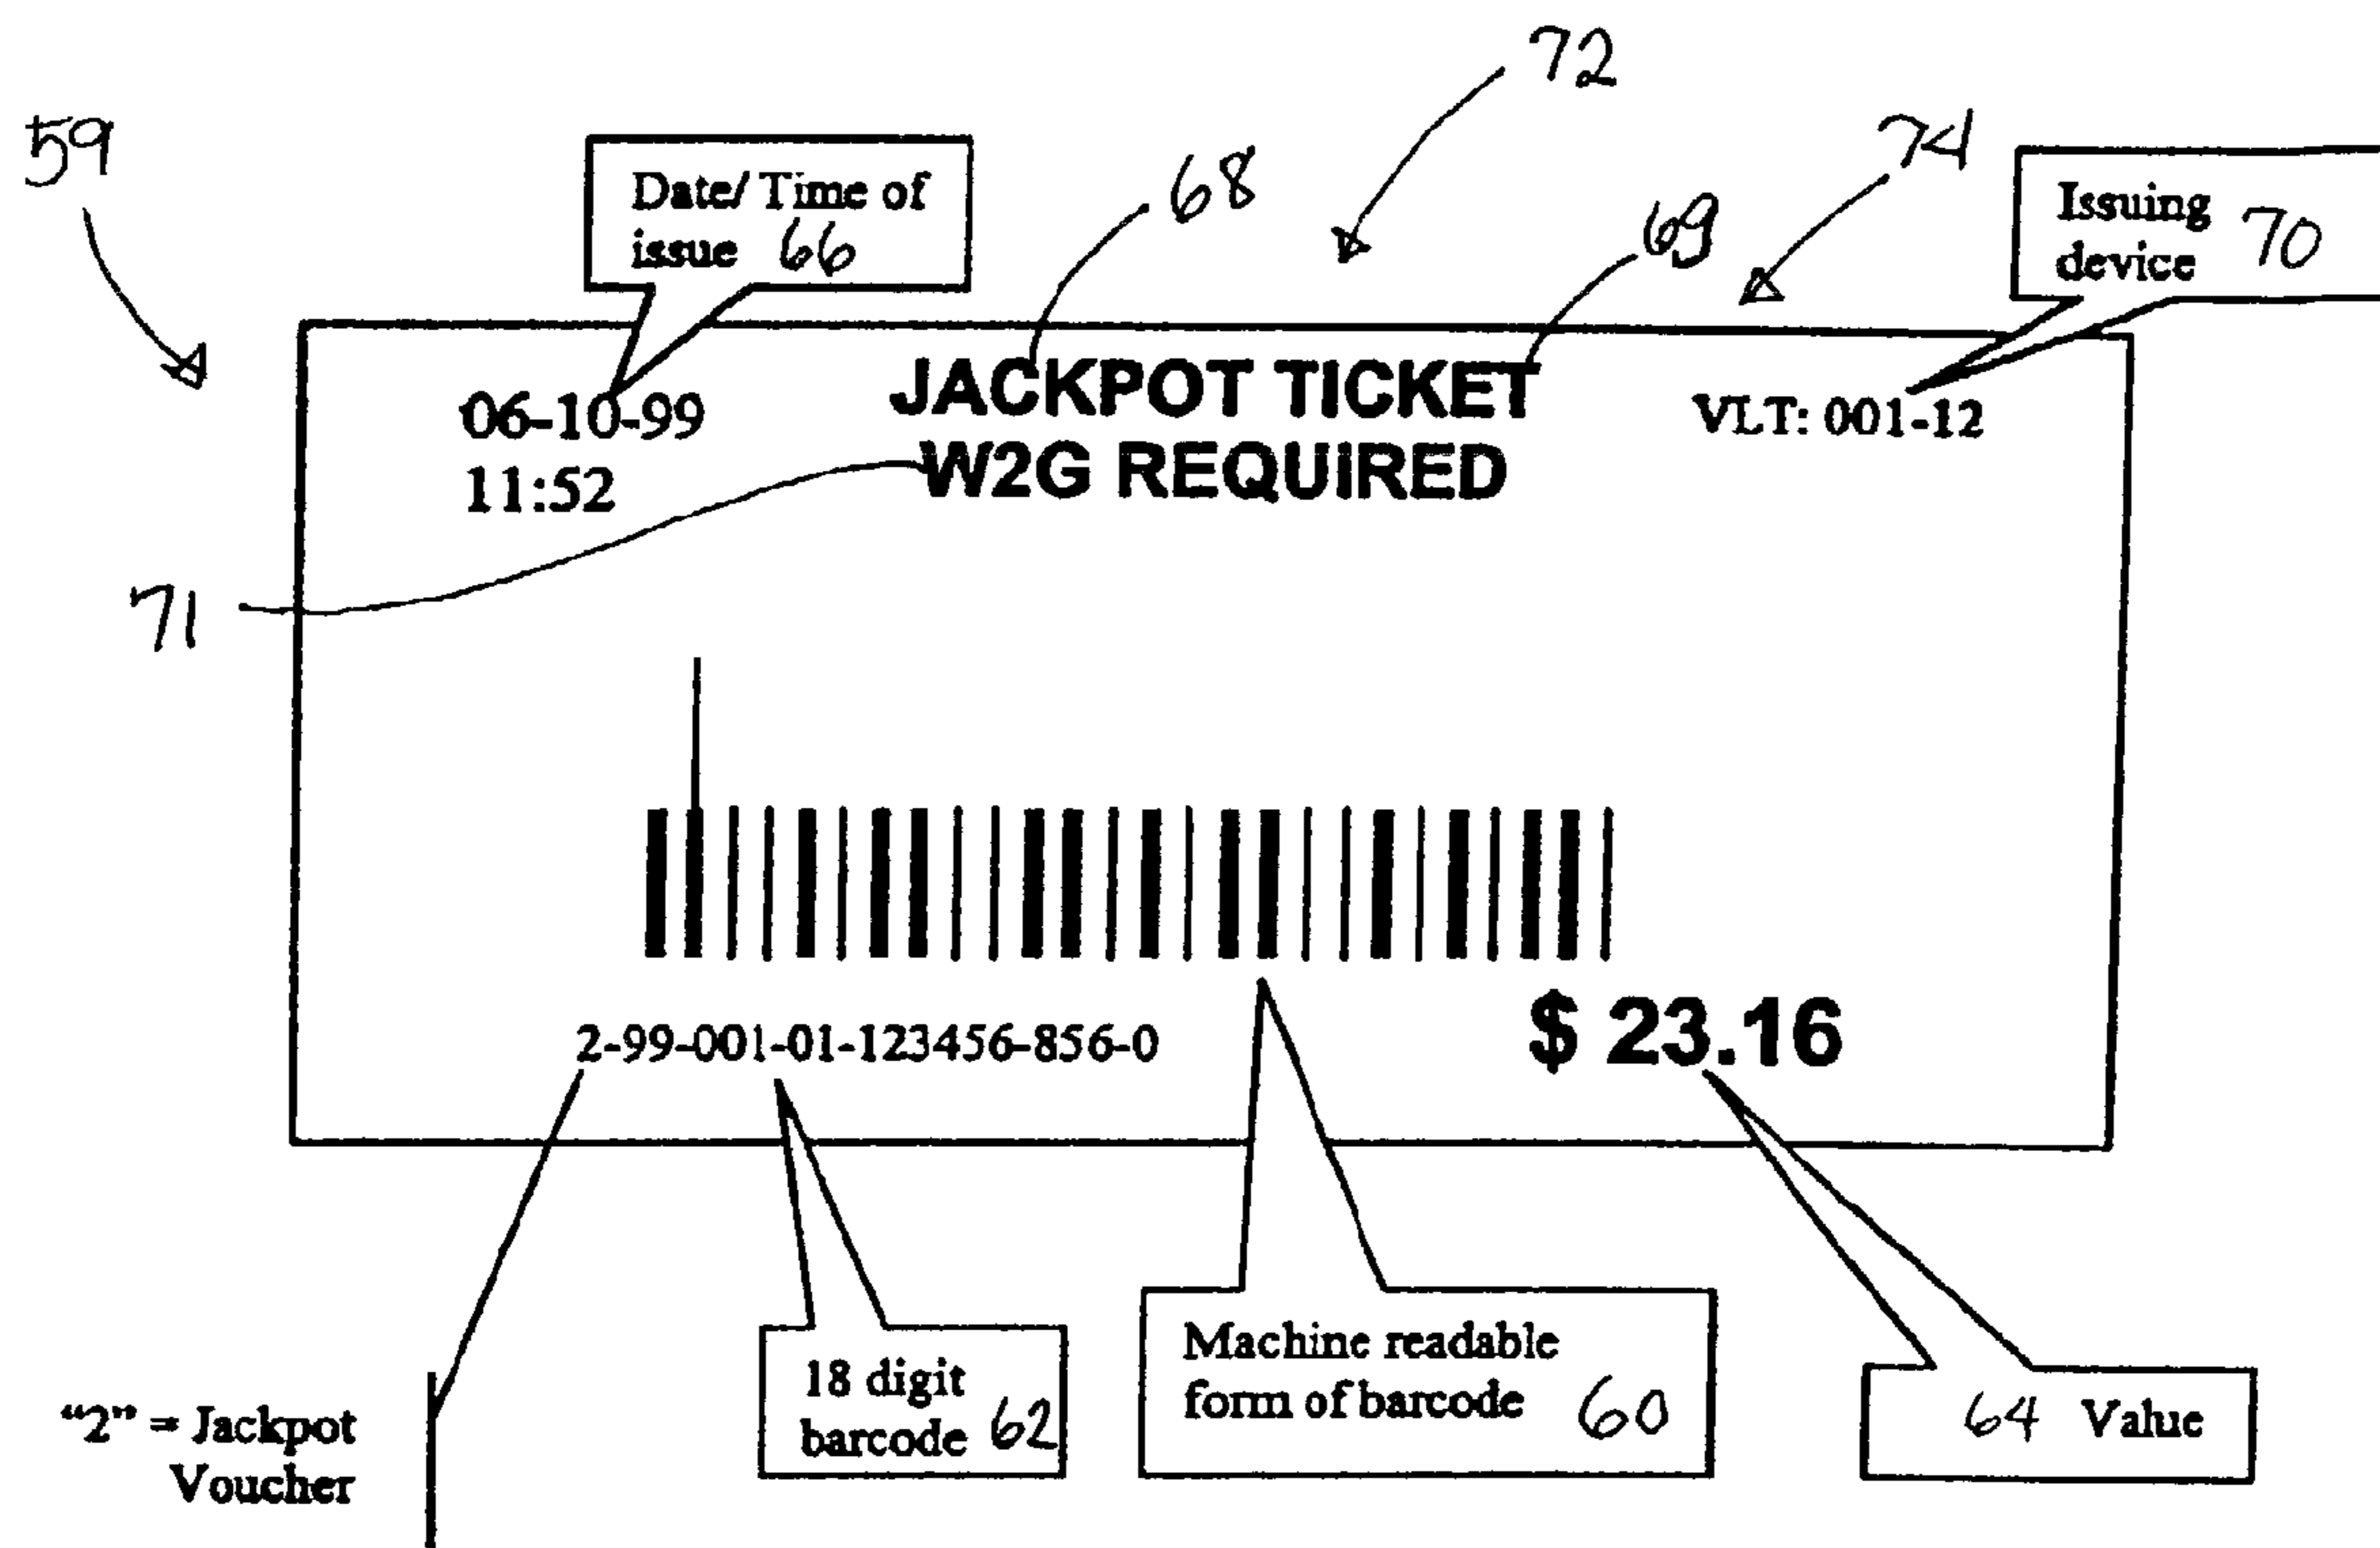 72
59
74
68
69
Date/ Time of
issue 66
Issuing
device 70
JACKPOT TICKET
W2G REQUIRED
06-10-99
11:52
VLT: 001-12
71
2-99-001-01-123456-856-0
$ 23.16
"2" = Jackpot
Voucher
18 digit
barcode 62
Machine readable
form of barcode 60
64 Value